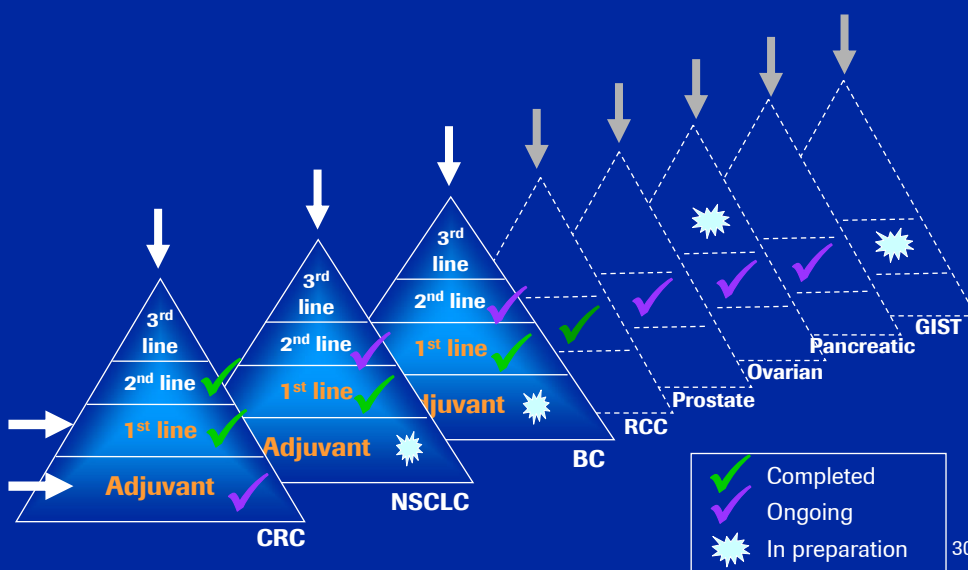 3rd
line
2nd line
1st line
Adjuvant
CRC
3rd
line
2nd line
1st line
Adjuvant
NSCLC
3rd
line
2nd line
1st line
djuvant
BC
RCC
Prostate
Ovarian
Pancreatic
GIST
Completed
Ongoing
In preparation
30